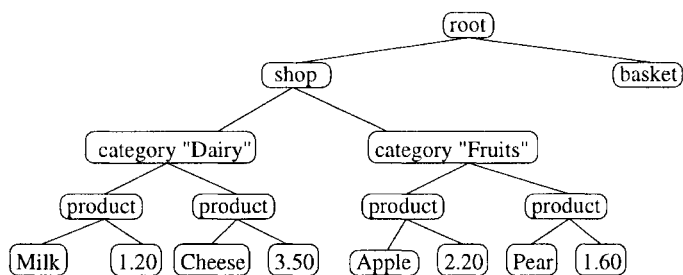 root
shop
basket
category "Dairy"
category "Fruits"
product
product
product
product
Milk
1.20
Cheese
3.50
Apple
2.20
Pear
1.60